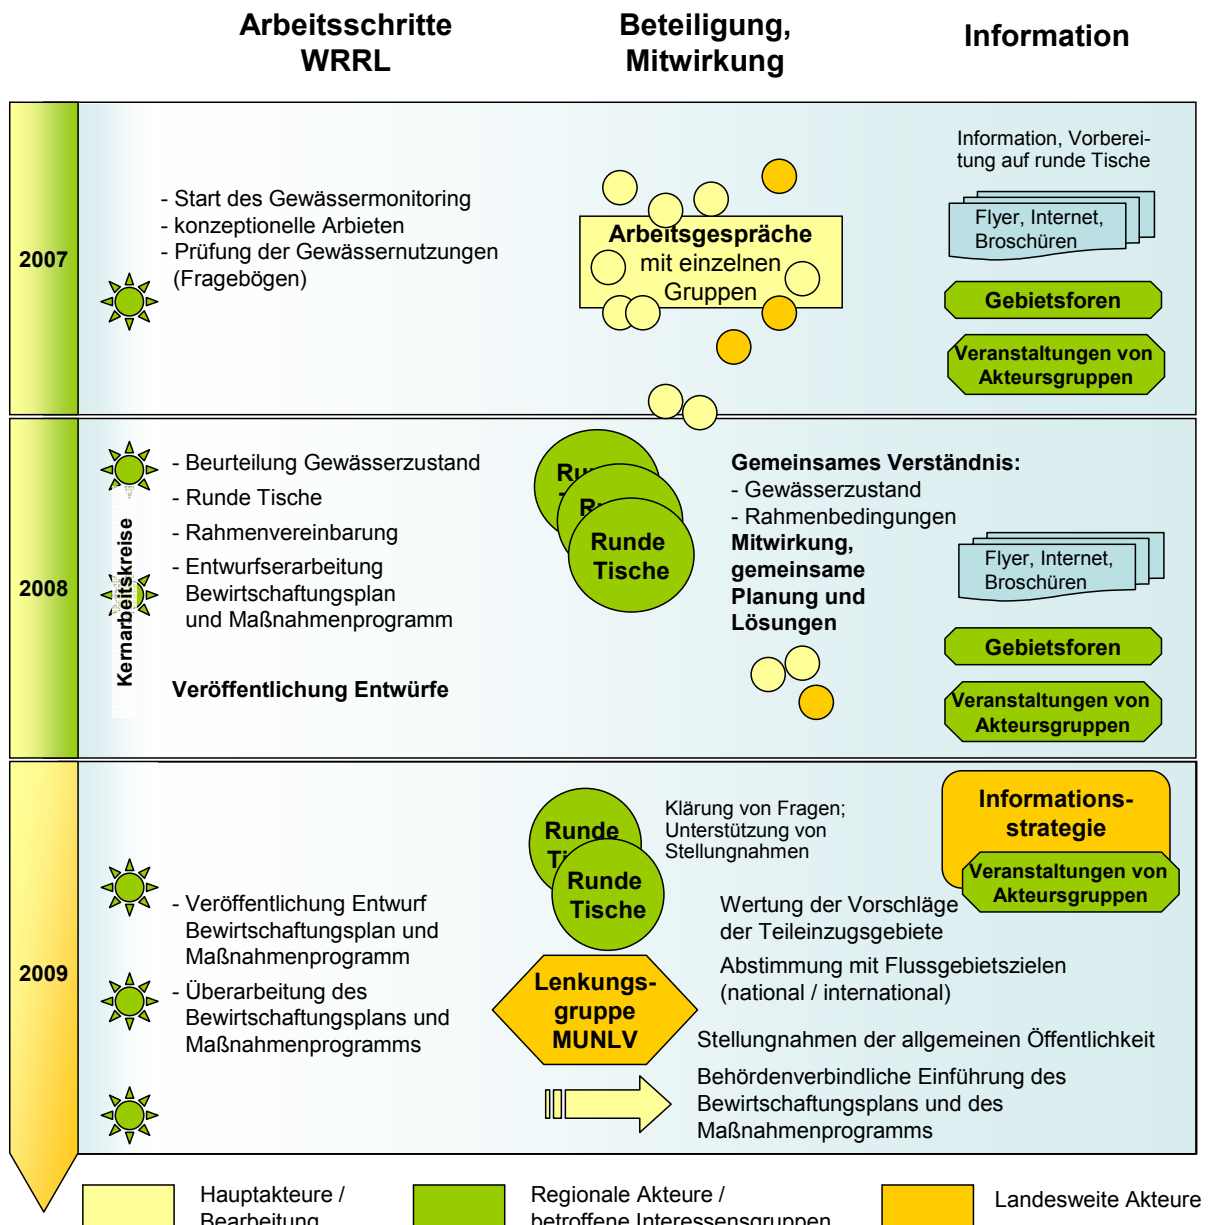 Arbeitsschritte
WRRL
Beteiligung,
Mitwirkung
Information
2007
- Start des Gewässermonitoring
- konzeptionelle Arbieten
- Prüfung der Gewässernutzungen
(Fragebögen)
Arbeitsgespräche
mit einzelnen
Gruppen
Information, Vorberei-
tung auf runde Tische
Flyer, Internet,
Broschüren
Gebietsforen
Veranstaltungen von
Akteursgruppen
2008
Kernarbeitskreise
- Beurteilung Gewässerzustand
- Runde Tische
- Rahmenvereinbarung
- Entwurfserarbeitung
Bewirtschaftungsplan
und Maßnahmenprogramm
Veröffentlichung Entwürfe
Runde
Tische
Gemeinsames Verständnis:
- Gewässerzustand
- Rahmenbedingungen
Mitwirkung,
gemeinsame
Planung und
Lösungen
Flyer, Internet,
Broschüren
Gebietsforen
Veranstaltungen von
Akteursgruppen
2009
- Veröffentlichung Entwurf
Bewirtschaftungsplan und
Maßnahmenprogramm
- Überarbeitung des
Bewirtschaftungsplans und
Maßnahmenprogramms
Runde
Runde
Tische
Klärung von Fragen;
Unterstützung von
Stellungnahmen
Informations-
strategie
Veranstaltungen von
Akteursgruppen
Wertung der Vorschläge
der Teileinzugsgebiete
Lenkungs-
gruppe
MUNLV
Abstimmung mit Flussgebietszielen
(national / international)
Stellungnahmen der allgemeinen Öffentlichkeit
Behördenverbindliche Einführung des
Bewirtschaftungsplans und des
Maßnahmenprogramms
Hauptakteure /
Bearbeitung
Regionale Akteure /
betroffene Interessensgruppen
Landesweite Akteure